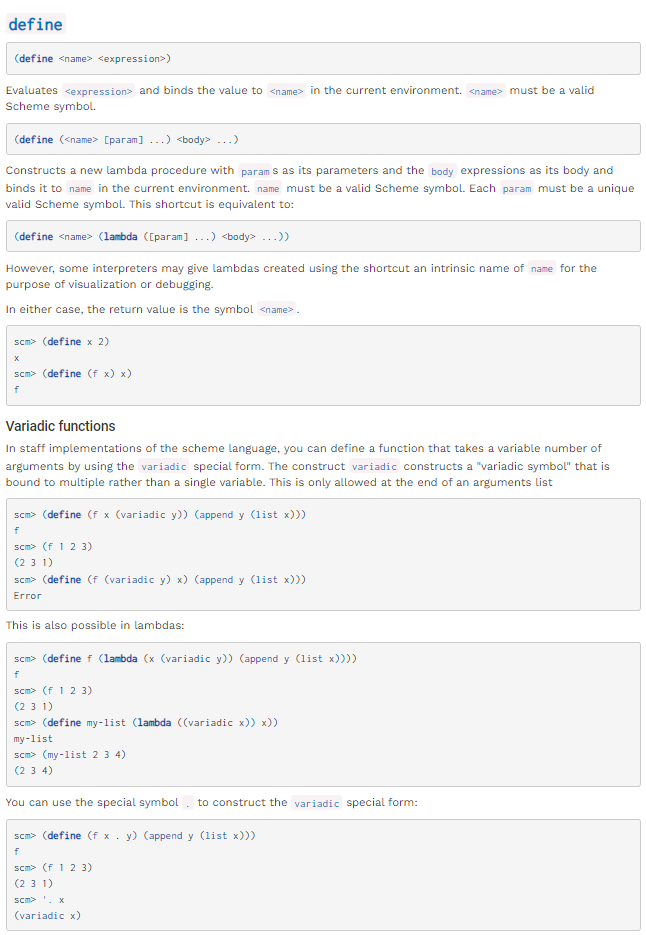 define
(define <name> <expression>)
Evaluates <expression> and binds the value to <name> in the current environment. <name> must be a valid
Scheme symbol.
(define (<name> [param] ...) <body> ...)
Constructs a new lambda procedure with param s as its parameters and the body expressions as its body and
binds it to name in the current environment. name must be a valid Scheme symbol. Each param must be a unique
valid Scheme symbol. This shortcut is equivalent to:
(define <name> (lambda ([param] ...) <body> ...))
However, some interpreters may give lambdas created using the shortcut an intrinsic name of name for the
purpose of visualization or debugging.
In either case, the return value is the symbol <name>.
scm> (define x 2)
x
scm> (define (f x) x)
f
Variadic functions
In staff implementations of the scheme language, you can define a function that takes a variable number of
arguments by using the variadic special form. The construct variadic constructs a "variadic symbol" that is
bound to multiple rather than a single variable. This is only allowed at the end of an arguments list
scm> (define (f x (variadic y)) (append y (list x)))
f
scm> (f 1 2 3)
(2 3 1)
scm> (define (f (variadic y) x) (append y (list x)))
Error
This is also possible in lambdas:
scm> (define f (lambda (x (variadic y)) (append y (list x))))
f
scm> (f 1 2 3)
(2 3 1)
scm> (define my-list (lambda ((variadic x)) x))
my-list
scm> (my-list 2 3 4)
(2 3 4)
You can use the special symbol . to construct the variadic special form:
scm> (define (f x . y) (append y (list x)))
f
scm> (f 1 2 3)
(2 3 1)
scm> '. x
(variadic x)